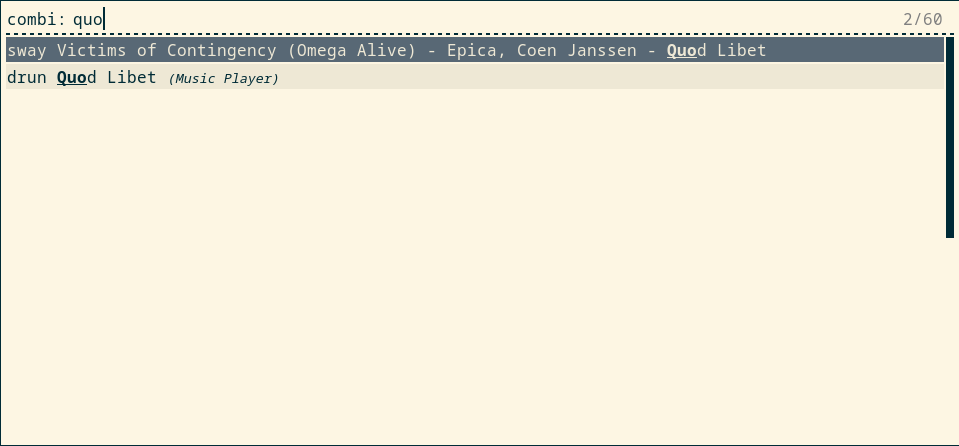 combi: quo 2/60
sway Victims of Contingency (Omega Alive) - Epica, Coen Janssen - Quod Libet
drun Quod Libet (Music Player)